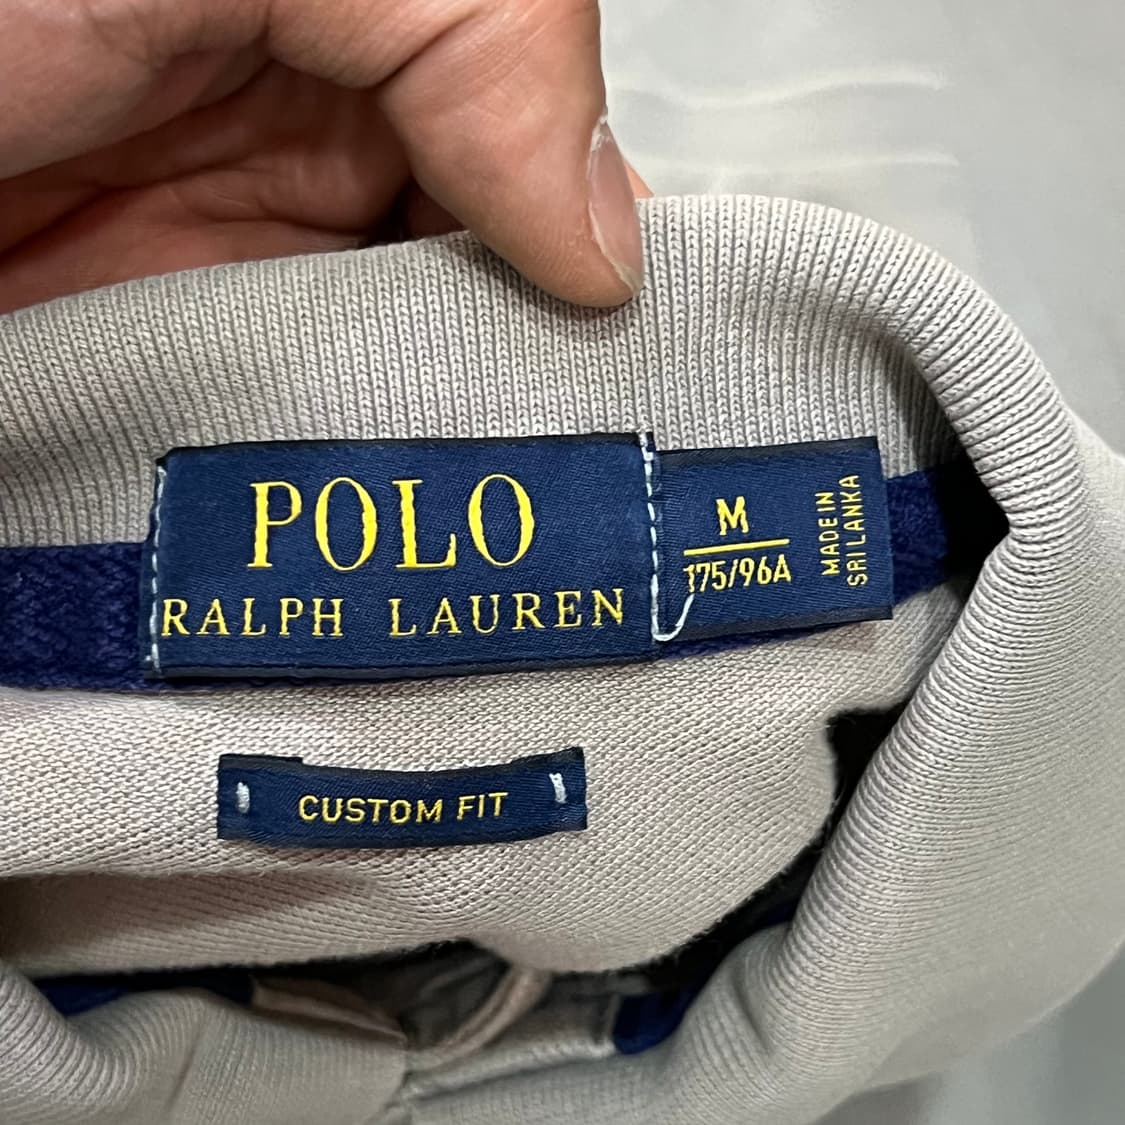 POLO
RALPH LAUREN
M
175/96A
MADE IN
SRI LANKA
CUSTOM FIT